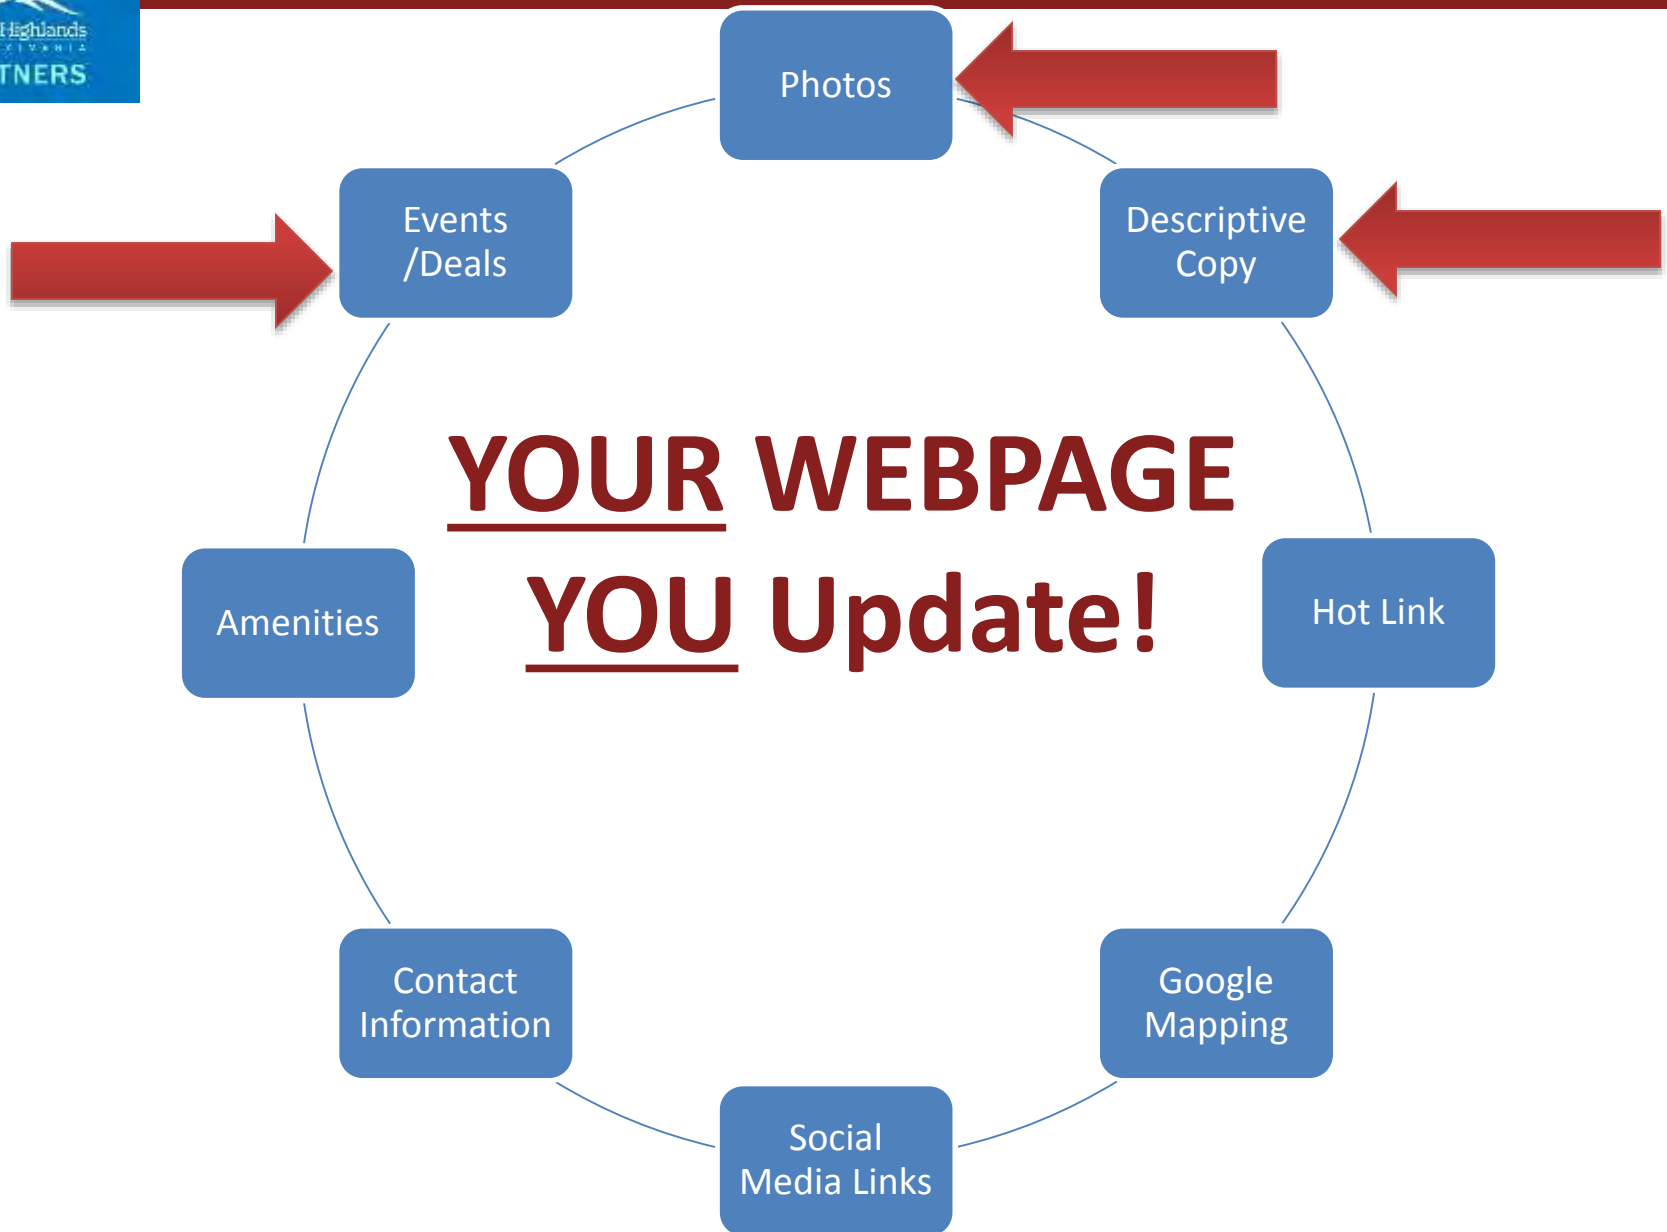 Highlands
TNERS
Photos
Events
/Deals
Descriptive
Copy
YOUR WEBPAGE
YOU Update!
Amenities
Hot Link
Contact
Information
Google
Mapping
Social
Media Links